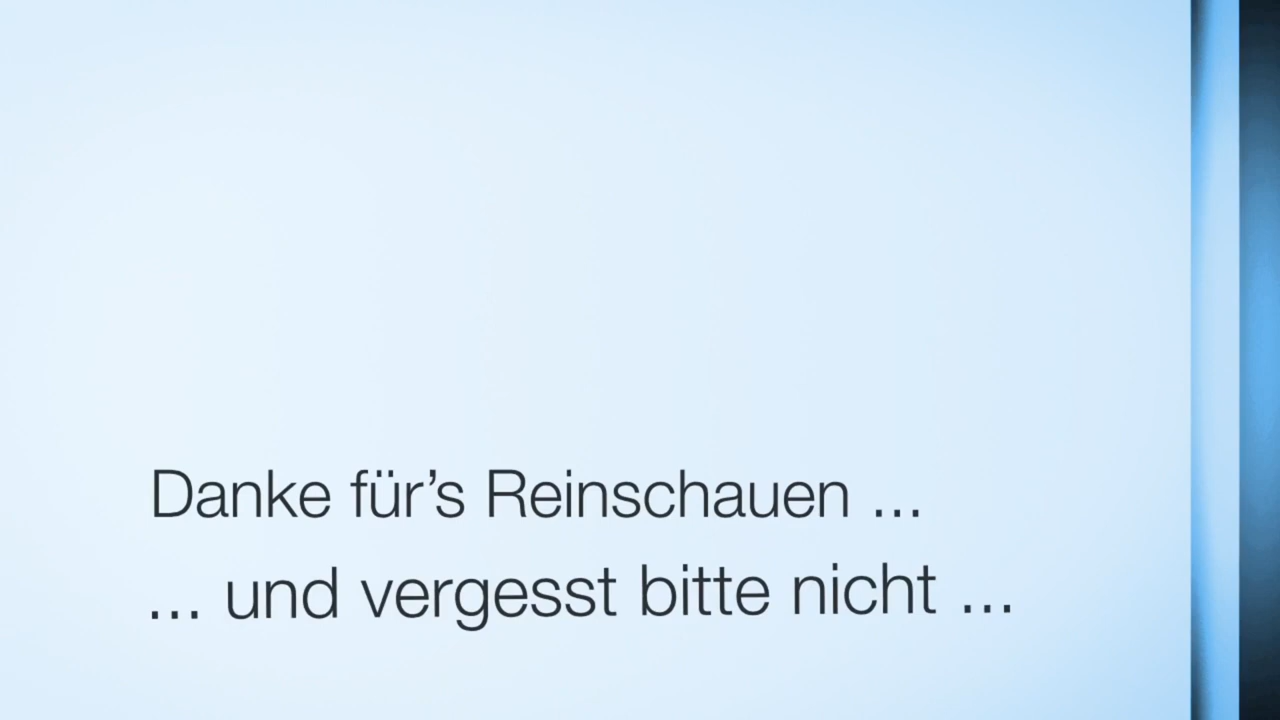 Danke für’s Reinschauen ...
... und vergesst bitte nicht ...